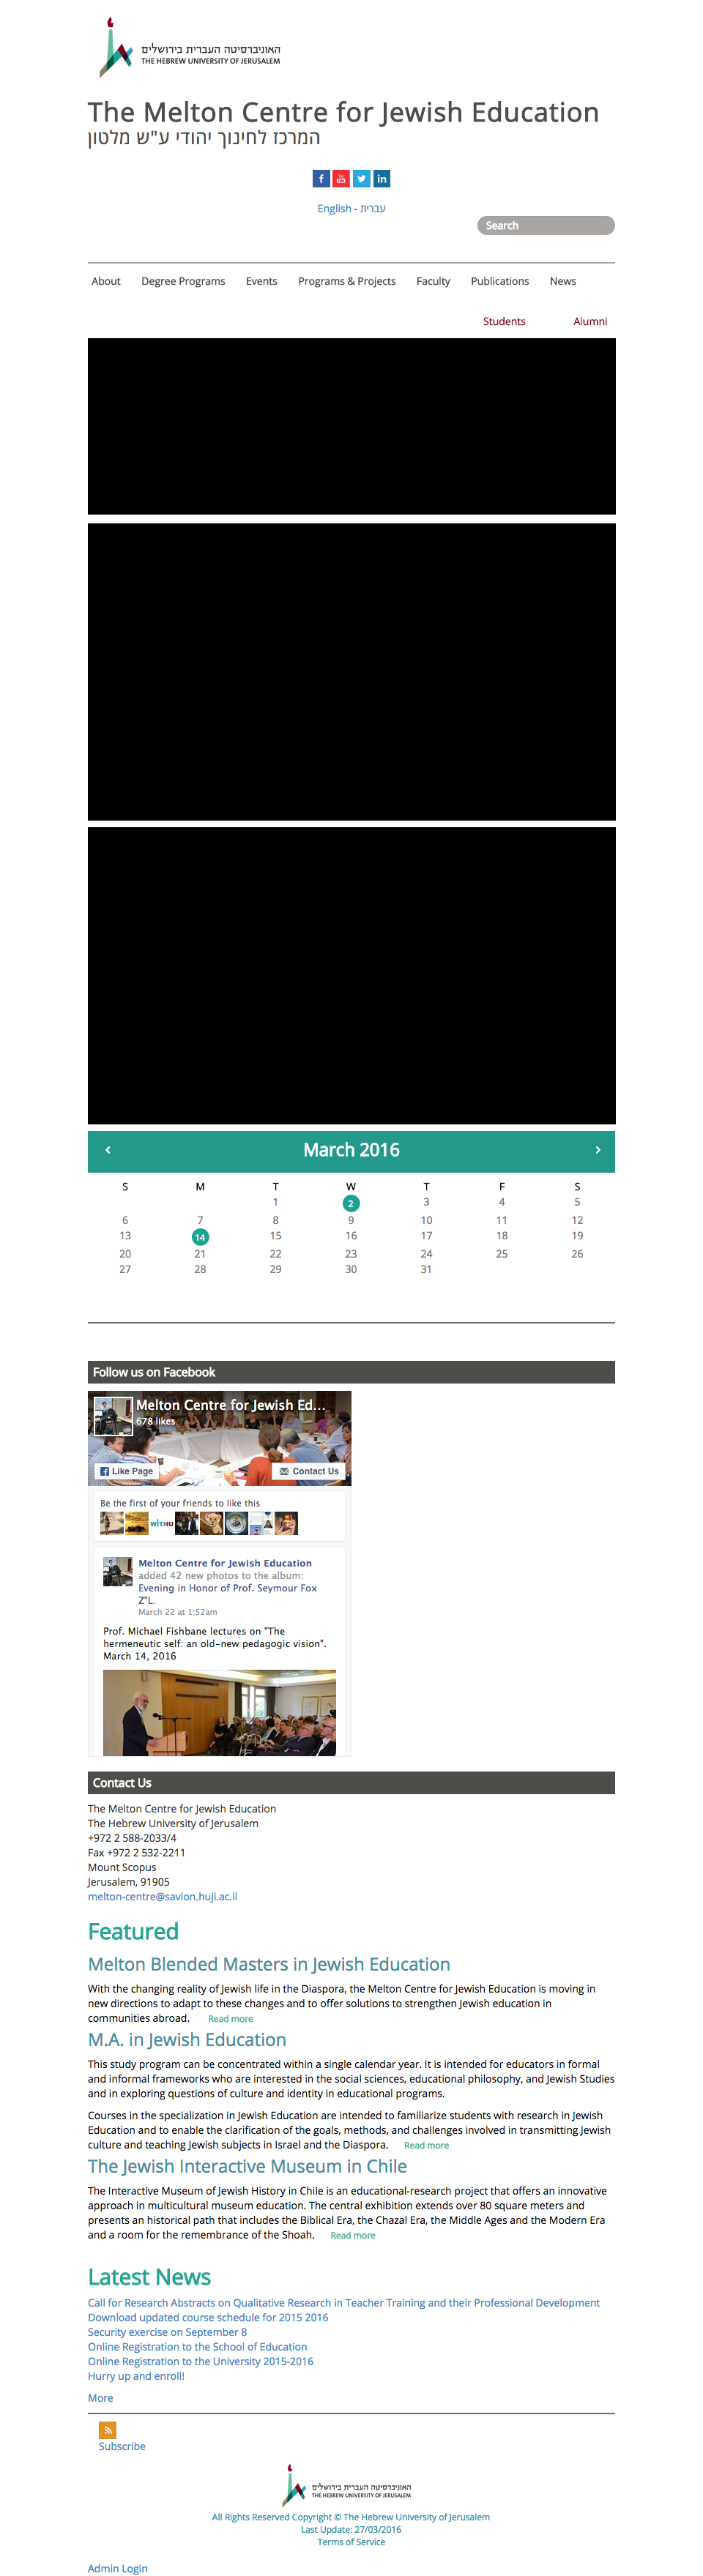 האוניברסיטה העברית בירושלים
THE HEBREW UNIVERSITY OF JERUSALEM
The Melton Centre for Jewish Education
המרכז לחינוך יהודי ע"ש מלטון
English - עברית
Search
About Degree Programs Events Programs & Projects Faculty Publications News
Students Alumni
March 2016
S M T W T F S
1 2 3 4 5
6 7 8 9 10 11 12
13 14 15 16 17 18 19
20 21 22 23 24 25 26
27 28 29 30 31
Follow us on Facebook
Melton Centre for Jewish Ed...
678 likes
Like Page Contact Us
Be the first of your friends to like this
WITHU
Melton Centre for Jewish Education
added 42 new photos to the album:
Evening in Honor of Prof. Seymour Fox
Z"L.
March 22 at 1:52am
Prof. Michael Fishbane lectures on "The
hermeneutic self: an old-new pedagogic vision".
March 14, 2016
Contact Us
The Melton Centre for Jewish Education
The Hebrew University of Jerusalem
+972 2 588-2033/4
Fax +972 2 532-2211
Mount Scopus
Jerusalem, 91905
melton-centre@savion.huji.ac.il
Featured
Melton Blended Masters in Jewish Education
With the changing reality of Jewish life in the Diaspora, the Melton Centre for Jewish Education is moving in
new directions to adapt to these changes and to offer solutions to strengthen Jewish education in
communities abroad. Read more
M.A. in Jewish Education
This study program can be concentrated within a single calendar year. It is intended for educators in formal
and informal frameworks who are interested in the social sciences, educational philosophy, and Jewish Studies
and in exploring questions of culture and identity in educational programs.
Courses in the specialization in Jewish Education are intended to familiarize students with research in Jewish
Education and to enable the clarification of the goals, methods, and challenges involved in transmitting Jewish
culture and teaching Jewish subjects in Israel and the Diaspora. Read more
The Jewish Interactive Museum in Chile
The Interactive Museum of Jewish History in Chile is an educational-research project that offers an innovative
approach in multicultural museum education. The central exhibition extends over 80 square meters and
presents an historical path that includes the Biblical Era, the Chazal Era, the Middle Ages and the Modern Era
and a room for the remembrance of the Shoah. Read more
Latest News
Call for Research Abstracts on Qualitative Research in Teacher Training and their Professional Development
Download updated course schedule for 2015 2016
Security exercise on September 8
Online Registration to the School of Education
Online Registration to the University 2015-2016
Hurry up and enroll!
More
Subscribe
האוניברסיטה העברית בירושלים
THE HEBREW UNIVERSITY OF JERUSALEM
All Rights Reserved Copyright © The Hebrew University of Jerusalem
Last Update: 27/03/2016
Terms of Service
Admin Login